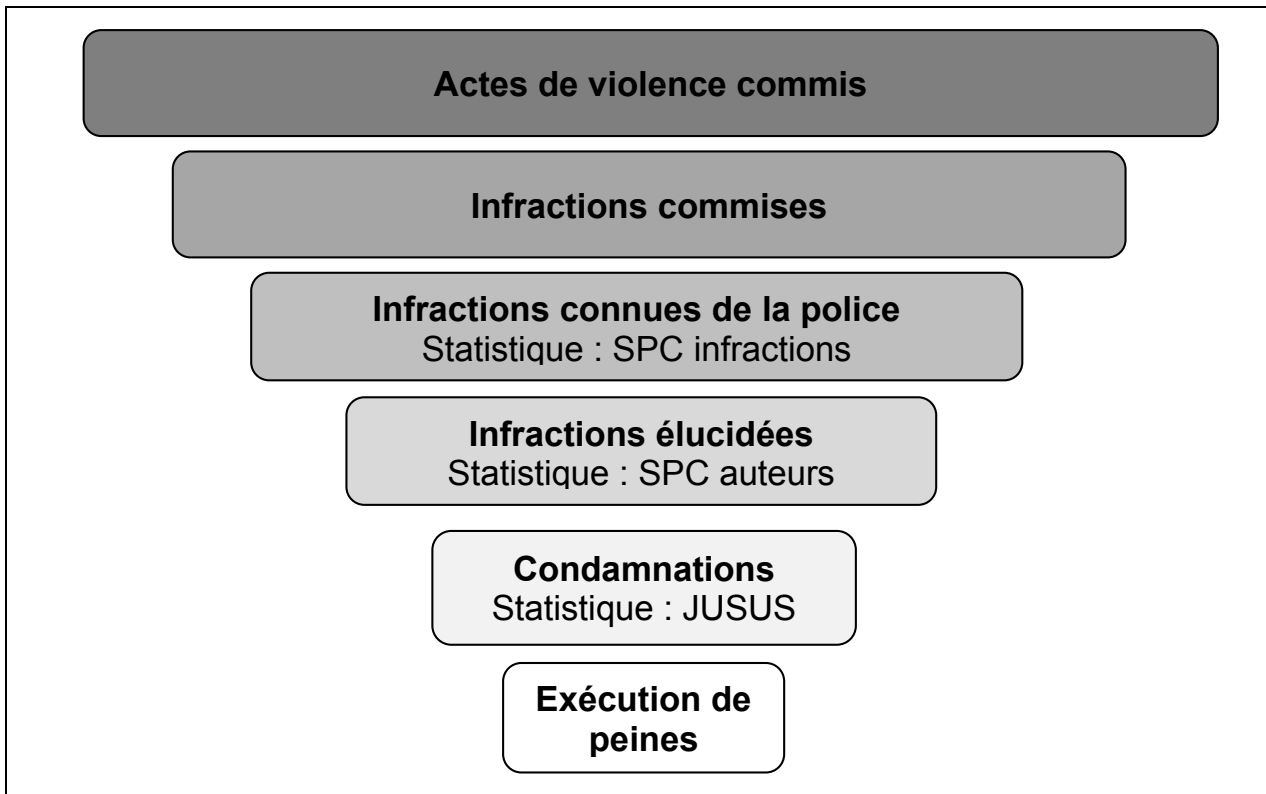 Actes de violence commis
Infractions commises
Infractions connues de la police
Statistique : SPC infractions
Infractions élucidées
Statistique : SPC auteurs
Condamnations
Statistique : JUSUS
Exécution de
peines